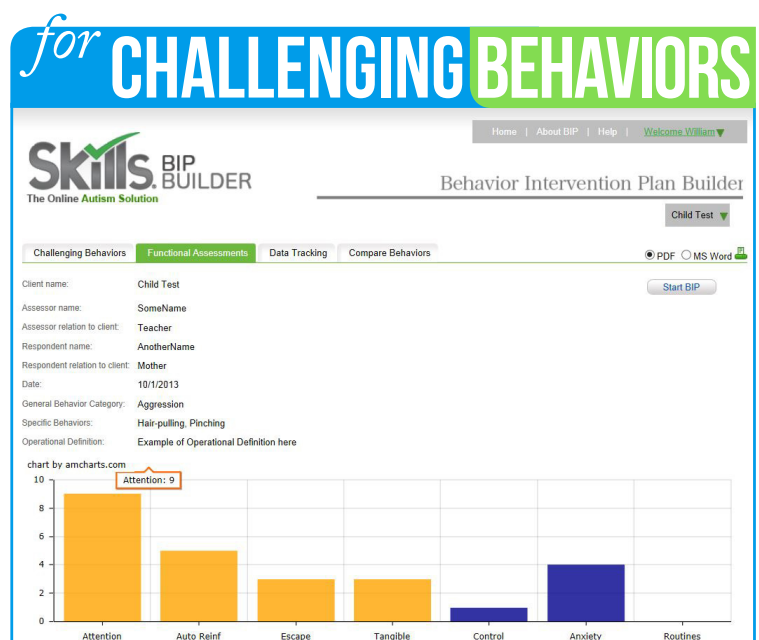 for CHALLENGING BEHAVIORS
Home | About BIP | Help | Welcome William
Skills BIP BUILDER
The Online Autism Solution
Behavior Intervention Plan Builder
Child Test
Challenging Behaviors Functional Assessments Data Tracking Compare Behaviors PDF MS Word
Client name: Child Test
Start BIP
Assessor name: SomeName
Assessor relation to client: Teacher
Respondent name: AnotherName
Respondent relation to client: Mother
Date: 10/1/2013
General Behavior Category: Aggression
Specific Behaviors: Hair-pulling, Pinching
Operational Definition: Example of Operational Definition here
chart by amcharts.com
Attention: 9
10
8
6
4
2
0
Attention Auto Reinf Escape Tangible Control Anxiety Routines